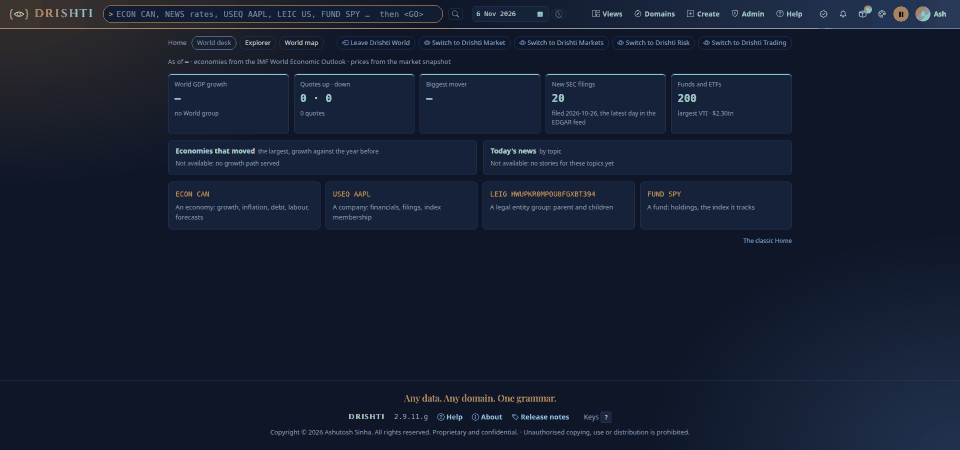 {👁} DRISHTI
> ECON CAN, NEWS rates, USEQ AAPL, LEIC US, FUND SPY … then <GO>
6 Nov 2026
Views
Domains
Create
Admin
Help
Ash
Home
World desk
Explorer
World map
Leave Drishti World
Switch to Drishti Market
Switch to Drishti Markets
Switch to Drishti Risk
Switch to Drishti Trading
As of — · economies from the IMF World Economic Outlook · prices from the market snapshot
World GDP growth
—
no World group
Quotes up · down
0 · 0
0 quotes
Biggest mover
—
New SEC filings
20
filed 2026-10-26, the latest day in the
EDGAR feed
Funds and ETFs
200
largest VTI · $2.30tn
Economies that moved the largest, growth against the year before
Not available: no growth path served
Today's news by topic
Not available: no stories for these topics yet
ECON CAN
An economy: growth, inflation, debt, labour,
forecasts
USEQ AAPL
A company: financials, filings, index
membership
LEIG HWUPKR0MPOU8FGXBT394
A legal entity group: parent and children
FUND SPY
A fund: holdings, the index it tracks
The classic Home
Any data. Any domain. One grammar.
DRISHTI 2.9.11.g Help About Release notes Keys ?
Copyright © 2026 Ashutosh Sinha. All rights reserved. Proprietary and confidential. · Unauthorised copying, use or distribution is prohibited.